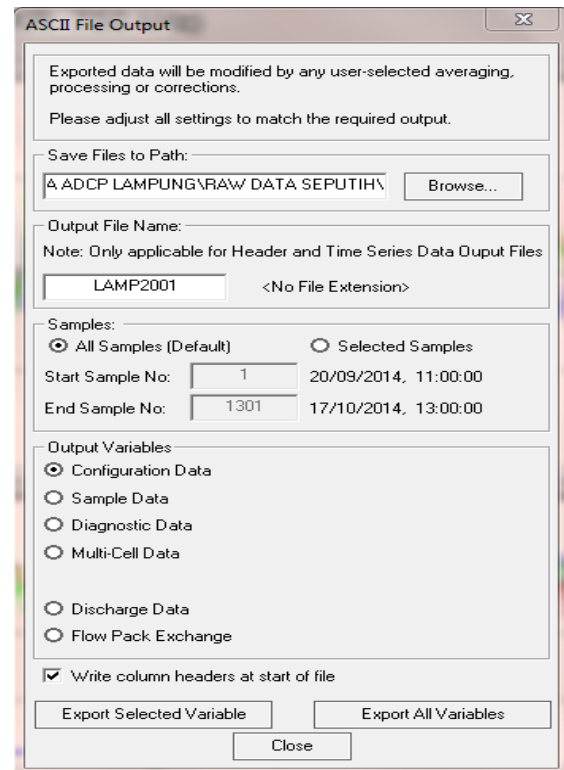 ASCII File Output
Exported data will be modified by any user-selected averaging,
processing or corrections.
Please adjust all settings to match the required output.
Save Files to Path:
A ADCP LAMPUNG\RAW DATA SEPUTIH\
Browse...
Output File Name:
Note: Only applicable for Header and Time Series Data Ouput Files
LAMP2001 <No File Extension>
Samples:
All Samples (Default) Selected Samples
Start Sample No: 1 20/09/2014, 11:00:00
End Sample No: 1301 17/10/2014, 13:00:00
Output Variables
Configuration Data
Sample Data
Diagnostic Data
Multi-Cell Data
Discharge Data
Flow Pack Exchange
Write column headers at start of file
Export Selected Variable Export All Variables
Close